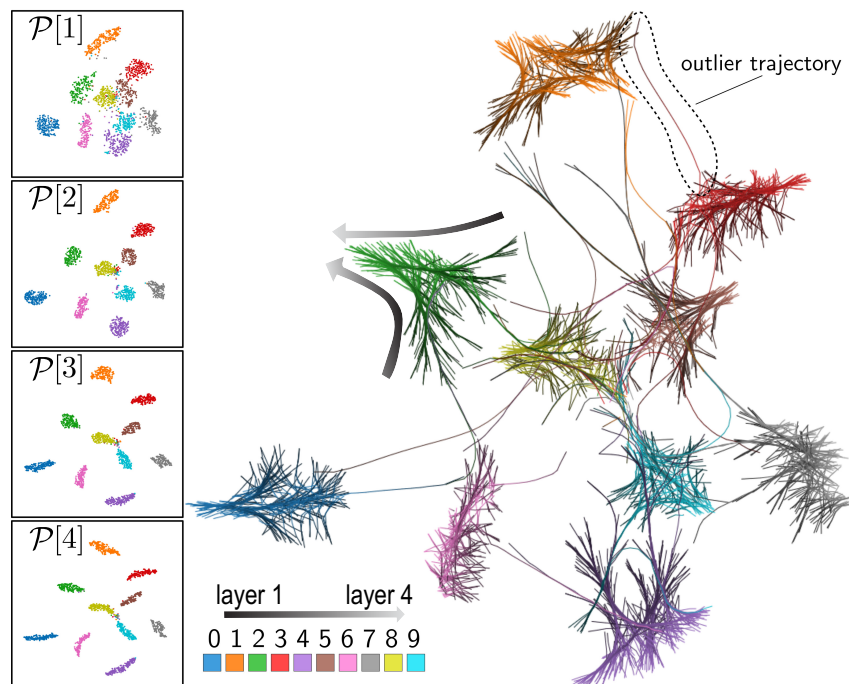 P[1]
outlier trajectory
P[2]
P[3]
P[4]
layer 1 layer 4
0 1 2 3 4 5 6 7 8 9